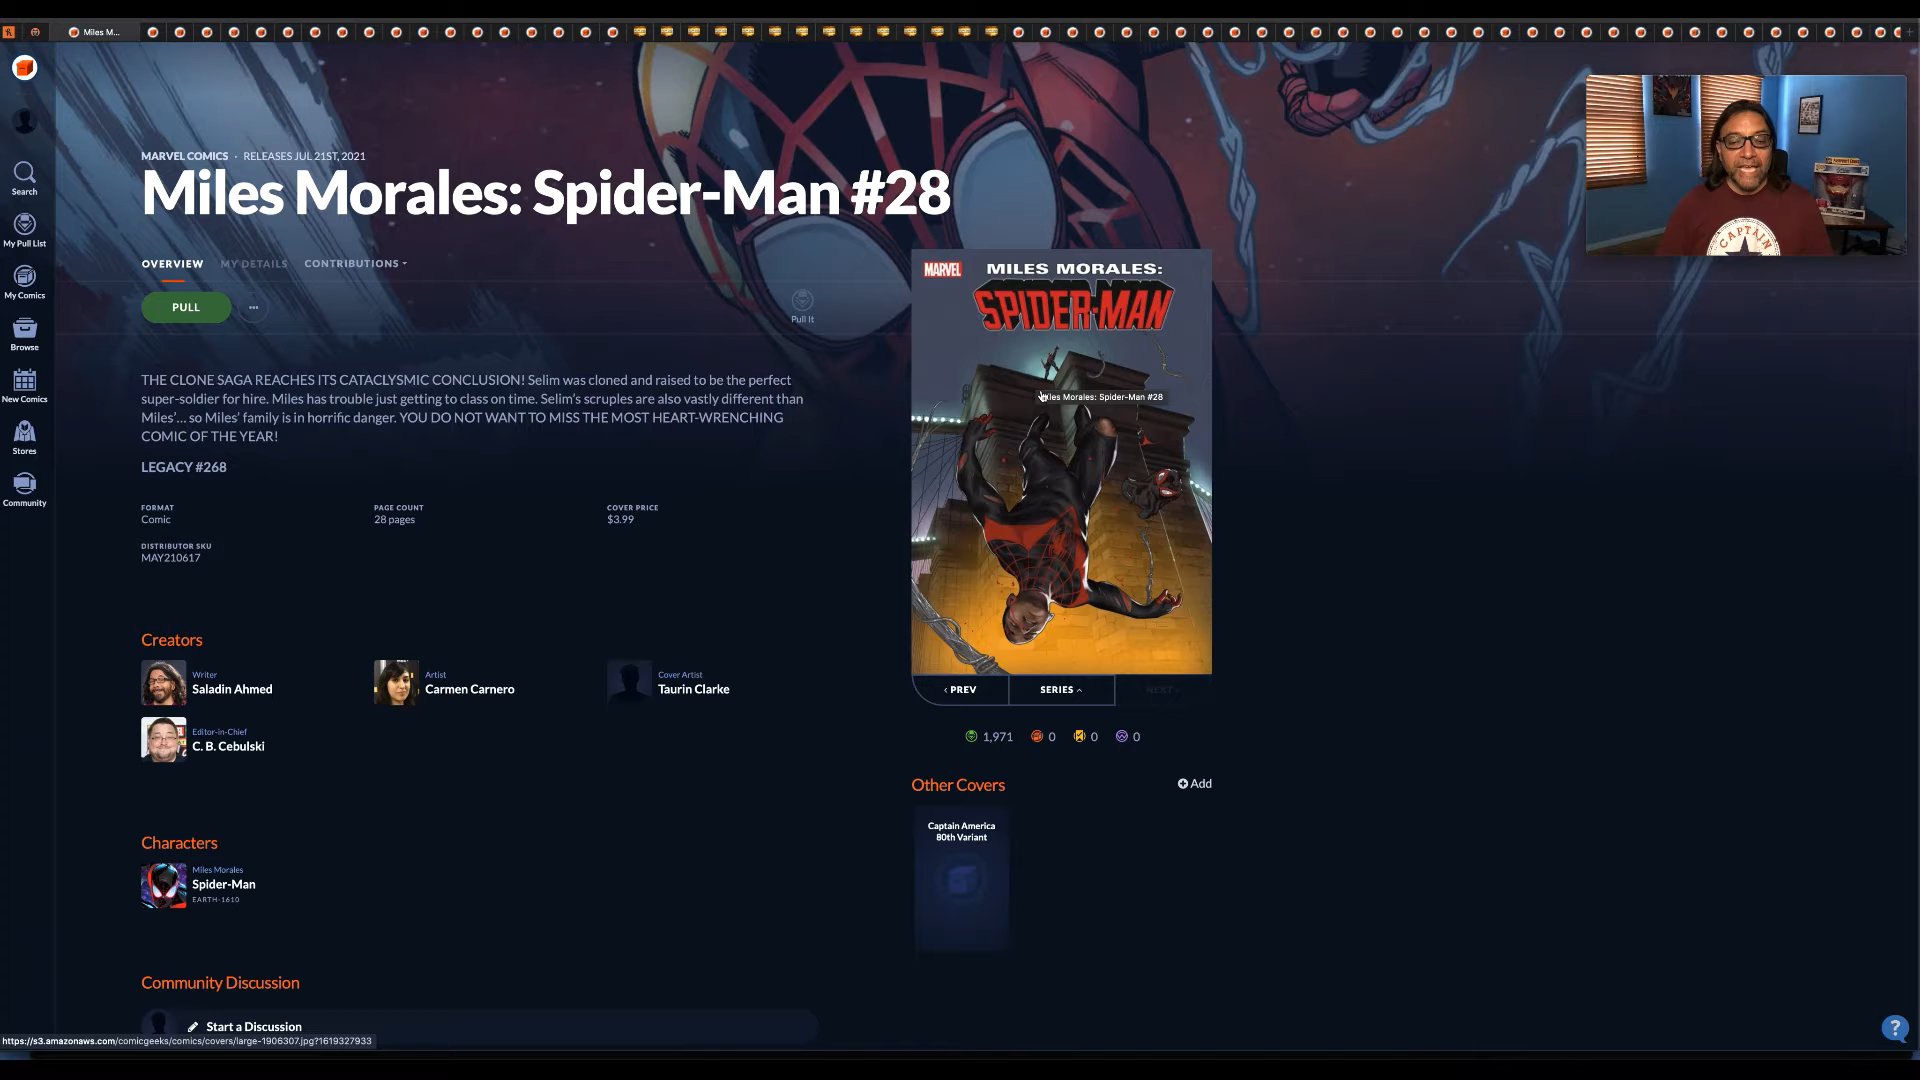 Miles M...
Search
My Pull List
My Comics
Browse
New Comics
Stores
Community
MARVEL COMICS · RELEASES JUL 21ST, 2021
Miles Morales: Spider-Man #28
OVERVIEW MY DETAILS CONTRIBUTIONS
PULL
Pull It
THE CLONE SAGA REACHES ITS CATACLYSMIC CONCLUSION! Selim was cloned and raised to be the perfect
super-soldier for hire. Miles has trouble just getting to class on time. Selim's scruples are also vastly different than
Miles'... so Miles' family is in horrific danger. YOU DO NOT WANT TO MISS THE MOST HEART-WRENCHING
COMIC OF THE YEAR!
LEGACY #268
FORMAT
Comic
PAGE COUNT
28 pages
COVER PRICE
$3.99
DISTRIBUTOR SKU
MAY210617
Creators
Writer
Saladin Ahmed
Artist
Carmen Carnero
Cover Artist
Taurin Clarke
Editor-in-Chief
C. B. Cebulski
Characters
Miles Morales
Spider-Man
EARTH-1610
Community Discussion
Start a Discussion
https://s3.amazonaws.com/comicgeeks/comics/covers/large-1906307.jpg?1619327933
MARVEL
MILES MORALES:
SPIDER-MAN
Miles Morales: Spider-Man #28
PREV SERIES NEXT
1,971 0 0 0
Other Covers
Add
Captain America
80th Variant
CAPTAIN
?